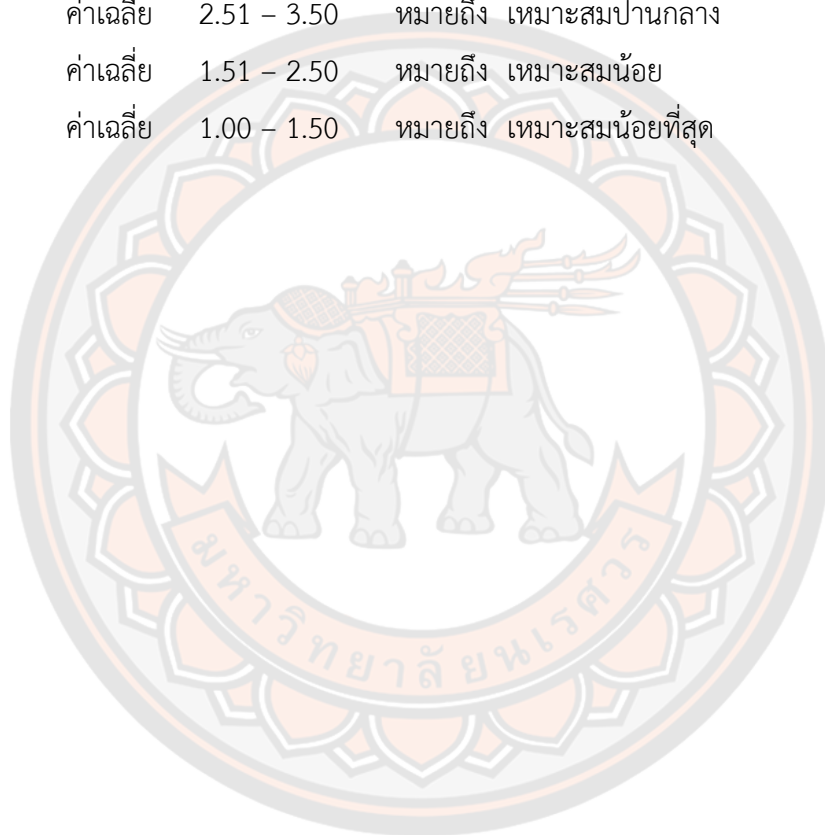 ค่าเฉลี่ย 2.51 – 3.50 หมายถึง เหมาะสมปานกลาง
ค่าเฉลี่ย 1.51 – 2.50 หมายถึง เหมาะสมน้อย
ค่าเฉลี่ย 1.00 – 1.50 หมายถึง เหมาะสมน้อยที่สุด
มหาวิทยาลัยนเรศวร